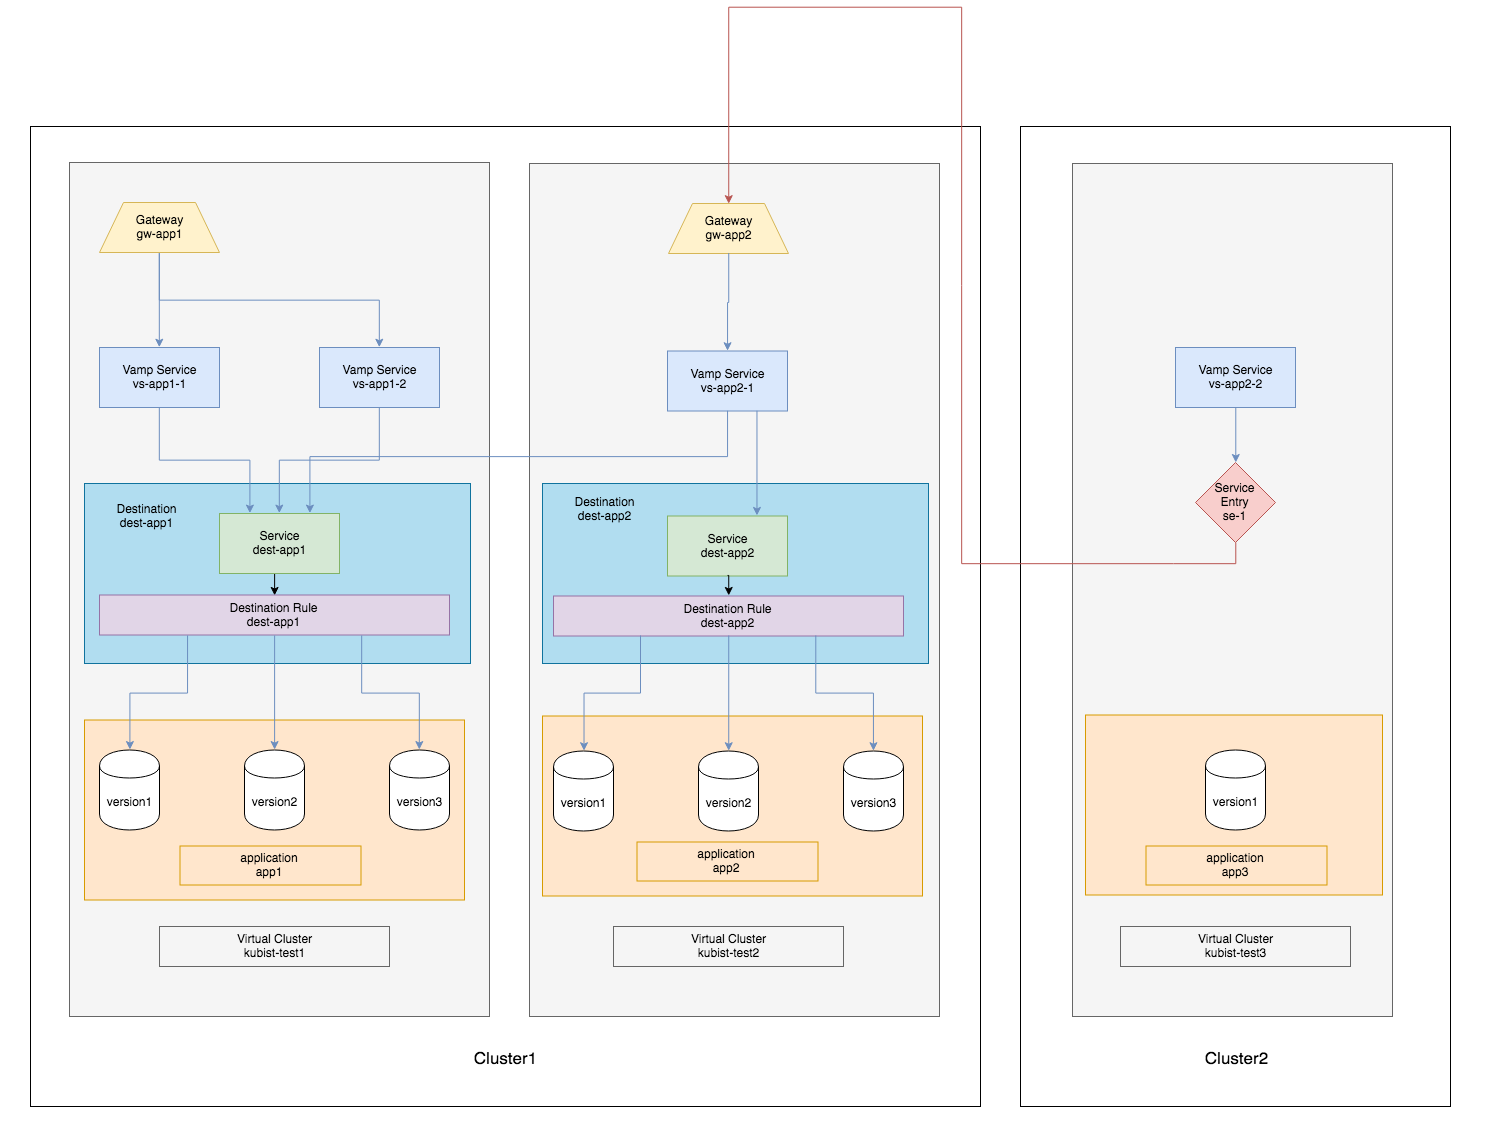 Gateway
gw-app1
Gateway
gw-app2
Vamp Service
vs-app1-1
Vamp Service
vs-app1-2
Vamp Service
vs-app2-1
Vamp Service
vs-app2-2
Destination
dest-app1
Service
dest-app1
Destination Rule
dest-app1
Destination
dest-app2
Service
dest-app2
Destination Rule
dest-app2
Service
Entry
se-1
version1
version2
version3
application
app1
version1
version2
version3
application
app2
version1
application
app3
Virtual Cluster
kubist-test1
Virtual Cluster
kubist-test2
Virtual Cluster
kubist-test3
Cluster1
Cluster2